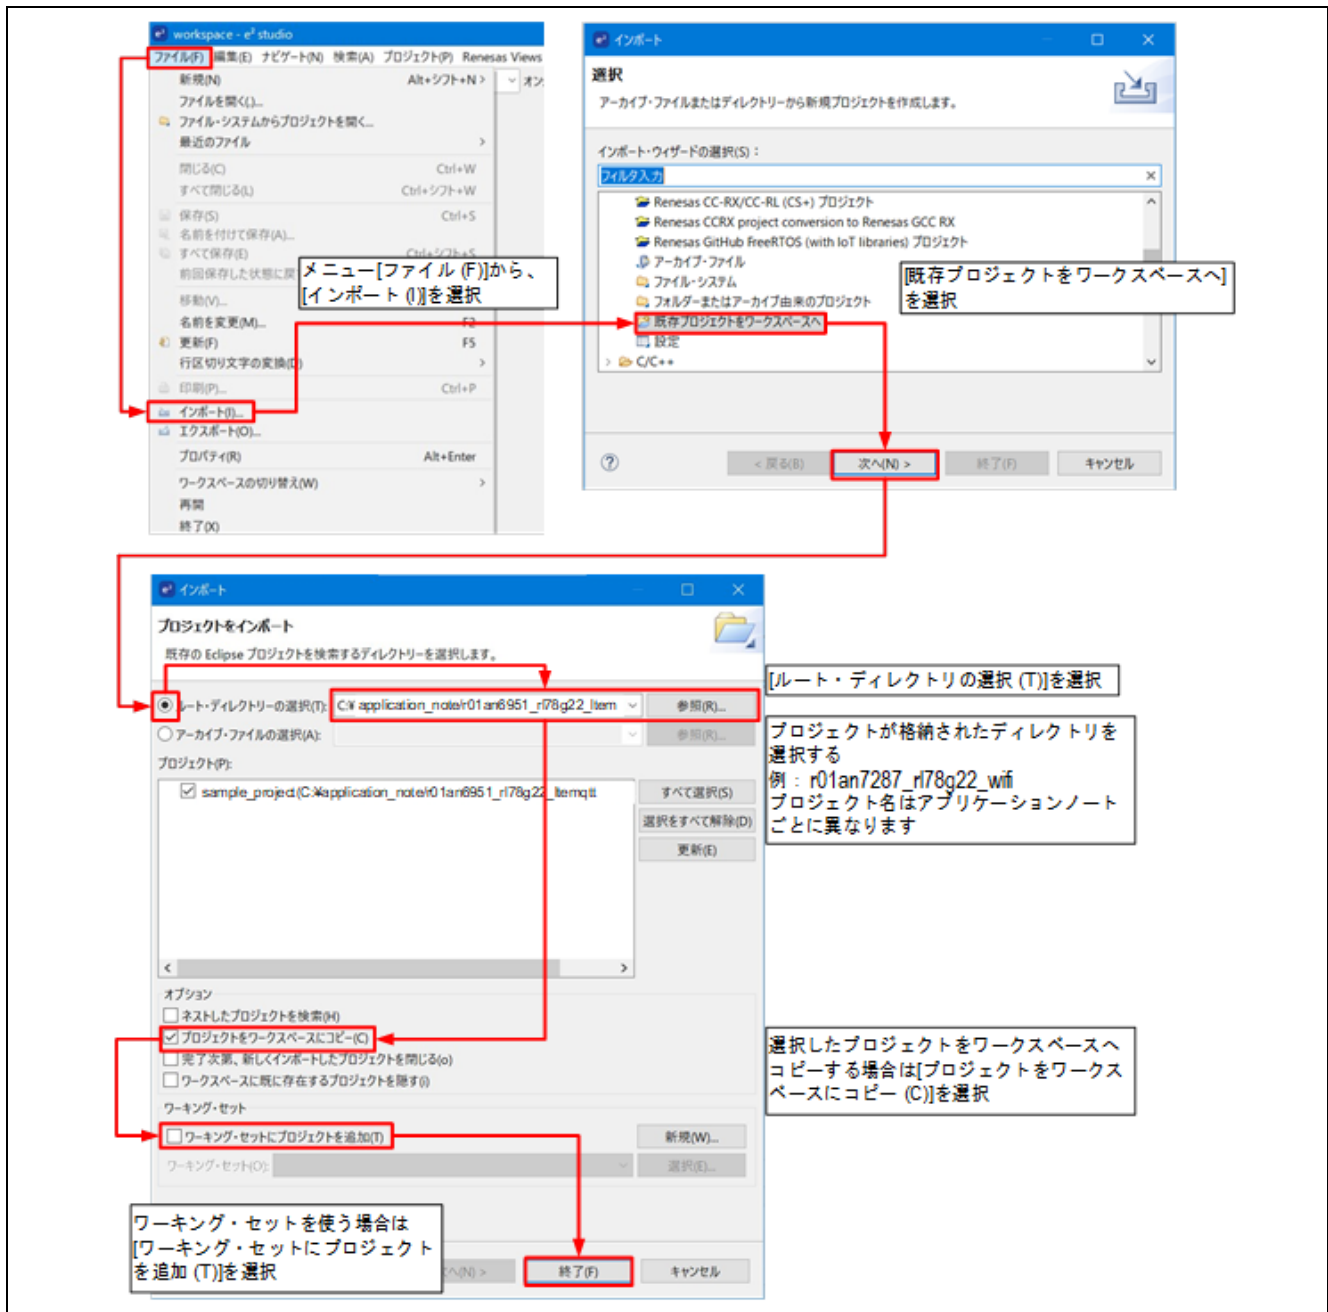 workspace - e² studio
ファイル(F) 編集(E) ナビゲート(N) 検索(A) プロジェクト(P) Renesas Views
新規(N) Alt+シフト+N >
オン
ファイルを開く(.)...
ファイル・システムからプロジェクトを開く...
最近のファイル >
閉じる(C) Ctrl+W
すべて閉じる(L) Ctrl+シフト+W
保存(S) Ctrl+S
名前を付けて保存(A)...
すべて保存(E) Ctrl+シフト+S
前回保存した状態に戻
移動(V)...
名前を変更(M)... F2
更新(F) F5
行区切り文字の変換(D) >
印刷(P)... Ctrl+P
インポート(I)...
エクスポート(O)...
プロパティ(R) Alt+Enter
ワークスペースの切り替え(W) >
再開
終了(X)
メニュー[ファイル (F)]から、
[インポート (I)]を選択
インポート
選択
アーカイブ・ファイルまたはディレクトリーから新規プロジェクトを作成します。
インポート・ウィザードの選択(S)：
フィルタ入力
Renesas CC-RX/CC-RL (CS+) プロジェクト
Renesas CCRX project conversion to Renesas GCC RX
Renesas GitHub FreeRTOS (with IoT libraries) プロジェクト
アーカイブ・ファイル
ファイル・システム
フォルダーまたはアーカイブ由来のプロジェクト
既存プロジェクトをワークスペースへ
設定
> C/C++
[既存プロジェクトをワークスペースへ]
を選択
< 戻る(B) 次へ(N) > 終了(F) キャンセル
インポート
プロジェクトをインポート
既存の Eclipse プロジェクトを検索するディレクトリーを選択します。
ルート・ディレクトリーの選択(T): C:¥ application_note/r01an6951_rl78g22_ltem 参照(R)...
アーカイブ・ファイルの選択(A): 参照(R)...
プロジェクト(P):
sample_project(C:¥application_note/r01an6951_rl78g22_ltemqtt
すべて選択(S)
選択をすべて解除(D)
更新(E)
オプション
ネストしたプロジェクトを検索(H)
プロジェクトをワークスペースにコピー(C)
完了次第、新しくインポートしたプロジェクトを閉じる(o)
ワークスペースに既に存在するプロジェクトを隠す(i)
ワーキング・セット
ワーキング・セットにプロジェクトを追加(T) 新規(W)...
ワーキング・セット(O): 選択(E)...
へ(N) > 終了(F) キャンセル
[ルート・ディレクトリの選択 (T)]を選択
プロジェクトが格納されたディレクトリを
選択する
例： r01an7287_rl78g22_wifi
プロジェクト名はアプリケーションノート
ごとに異なります
選択したプロジェクトをワークスペースへ
コピーする場合は[プロジェクトをワークス
ペースにコピー (C)]を選択
ワーキング・セットを使う場合は
[ワーキング・セットにプロジェクト
を追加 (T)]を選択